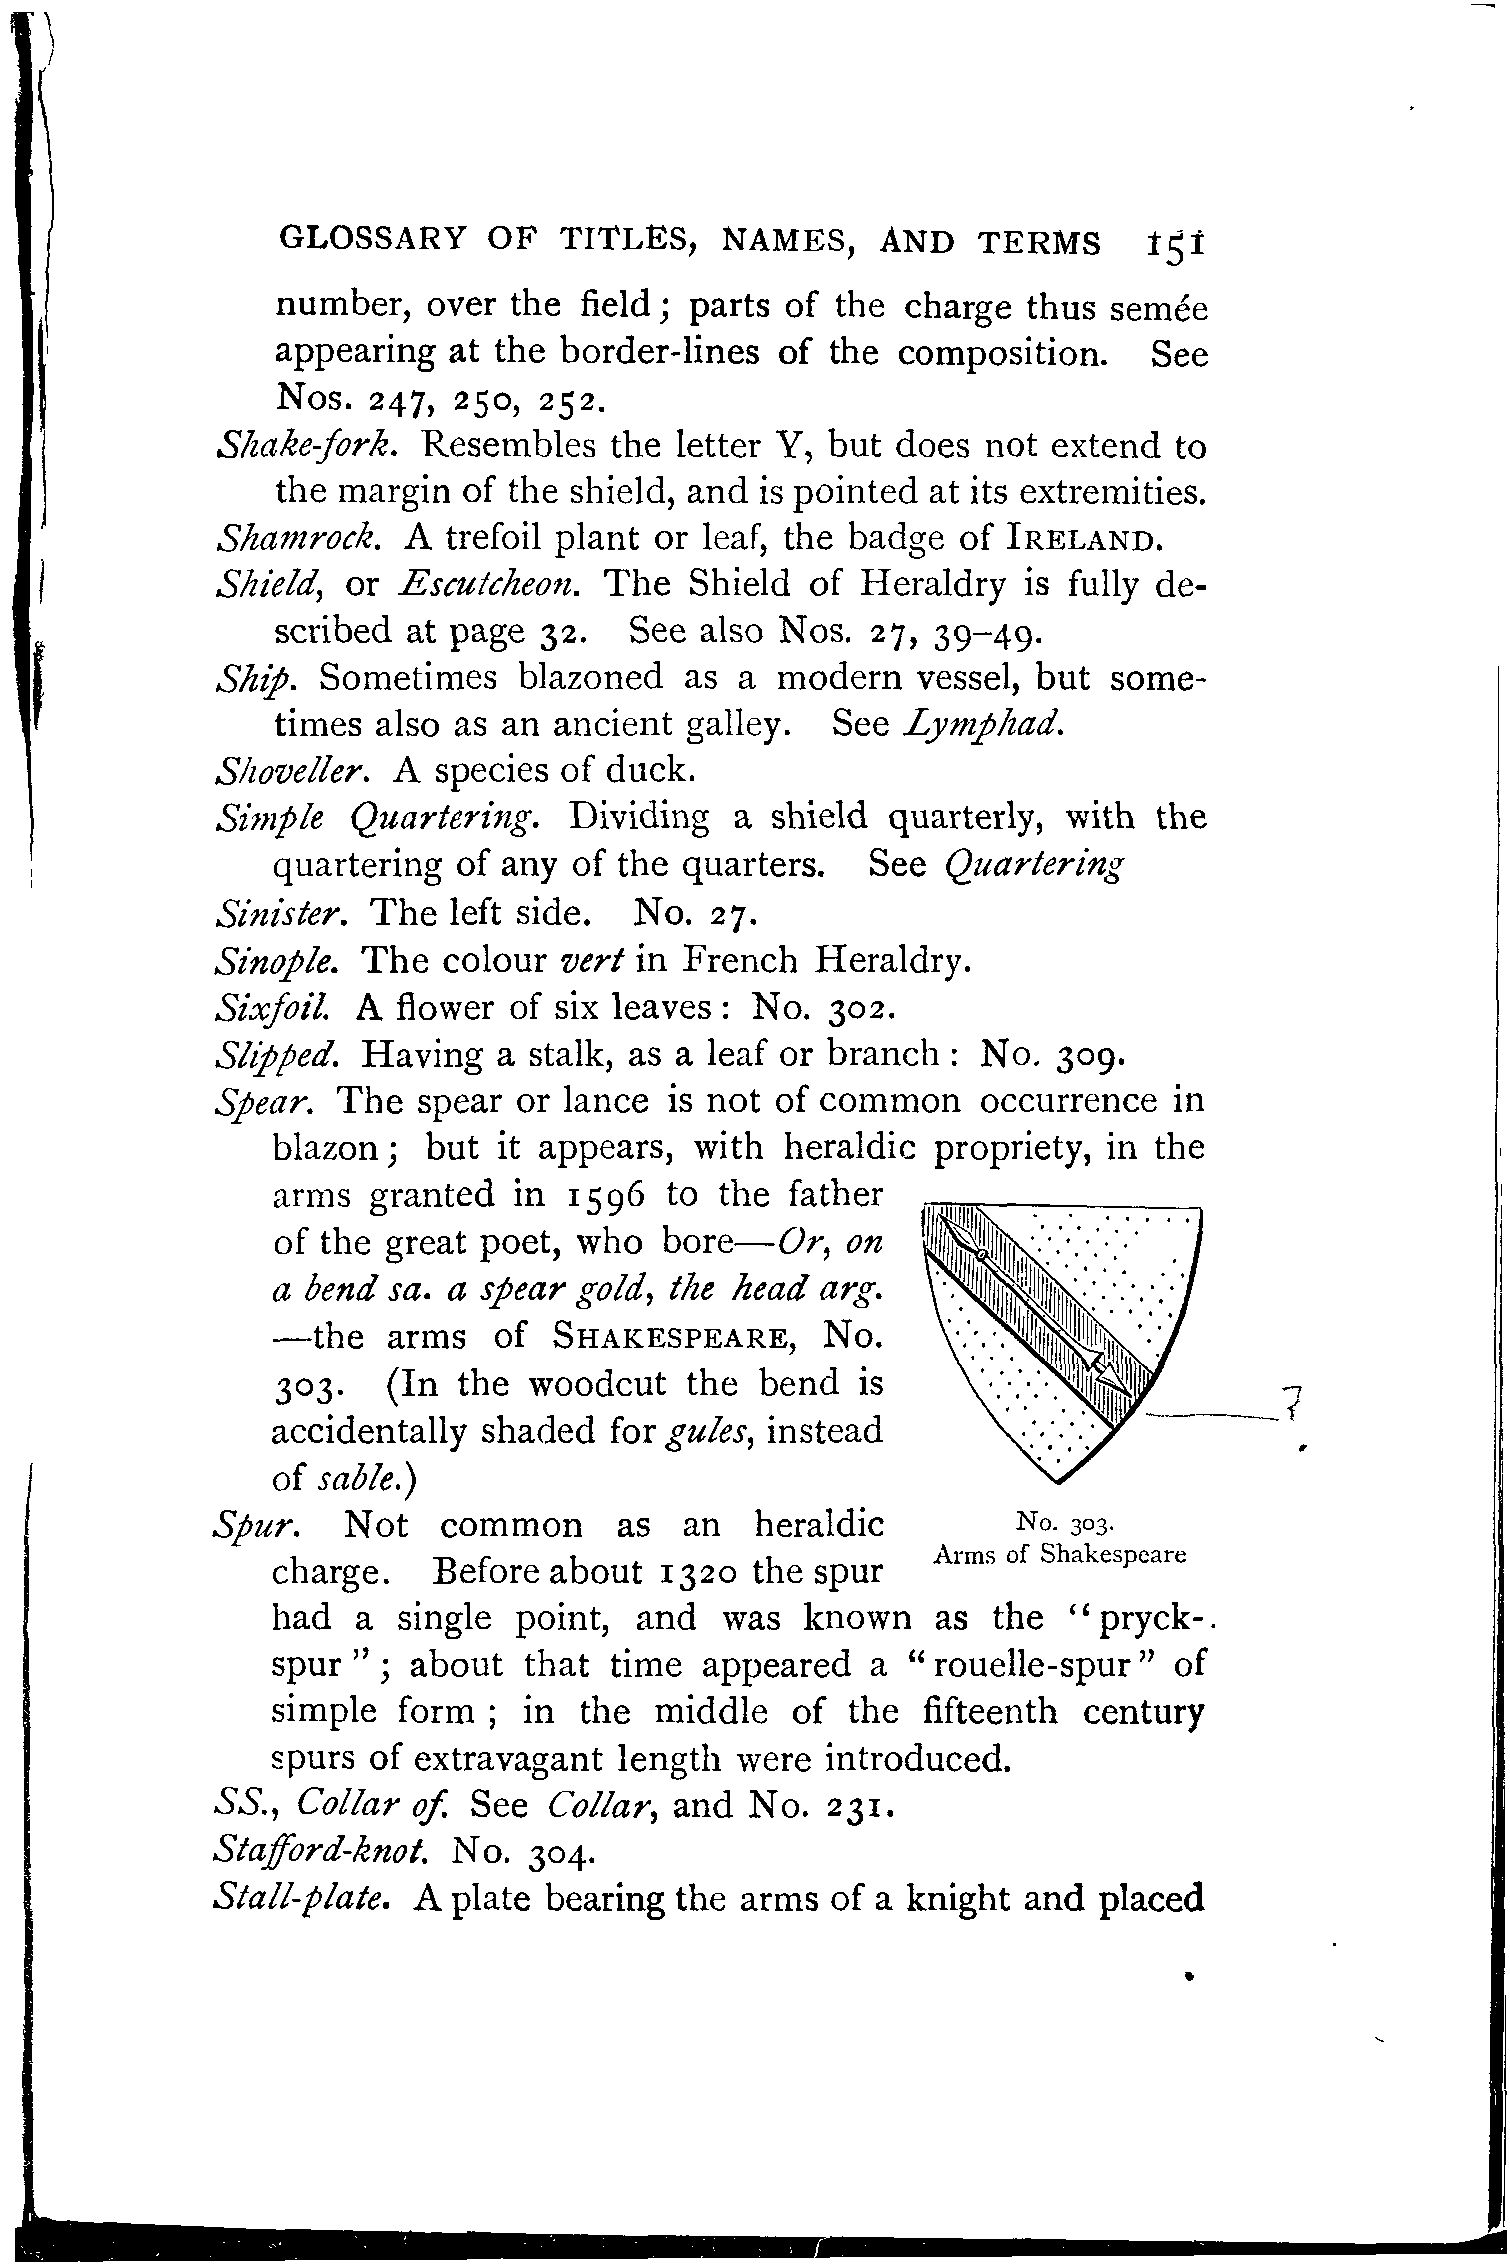 GLOSSARY OF TITLES, NAMES, AND TERMS 151
number, over the field; parts of the charge thus semée
appearing at the border-lines of the composition. See
Nos. 247, 250, 252.
Shake-fork. Resembles the letter Y, but does not extend to
the margin of the shield, and is pointed at its extremities.
Shamrock. A trefoil plant or leaf, the badge of IRELAND.
Shield, or Escutcheon. The Shield of Heraldry is fully de-
scribed at page 32. See also Nos. 27, 39–49.
Ship. Sometimes blazoned as a modern vessel, but some-
times also as an ancient galley. See Lymphad.
Shoveller. A species of duck.
Simple Quartering. Dividing a shield quarterly, with the
quartering of any of the quarters. See Quartering
Sinister. The left side. No. 27.
Sinople. The colour vert in French Heraldry.
Sixfoil. A flower of six leaves: No. 302.
Slipped. Having a stalk, as a leaf or branch: No. 309.
Spear. The spear or lance is not of common occurrence in
blazon; but it appears, with heraldic propriety, in the
arms granted in 1596 to the father
of the great poet, who bore—Or, on
a bend sa. a spear gold, the head arg.
—the arms of SHAKESPEARE, No.
303. (In the woodcut the bend is
accidentally shaded for gules, instead
of sable.)
?
No. 303.
Arms of Shakespeare
Spur. Not common as an heraldic
charge. Before about 1320 the spur
had a single point, and was known as the “pryck-
spur”; about that time appeared a “rouelle-spur” of
simple form; in the middle of the fifteenth century
spurs of extravagant length were introduced.
SS., Collar of. See Collar, and No. 231.
Stafford-knot. No. 304.
Stall-plate. A plate bearing the arms of a knight and placed